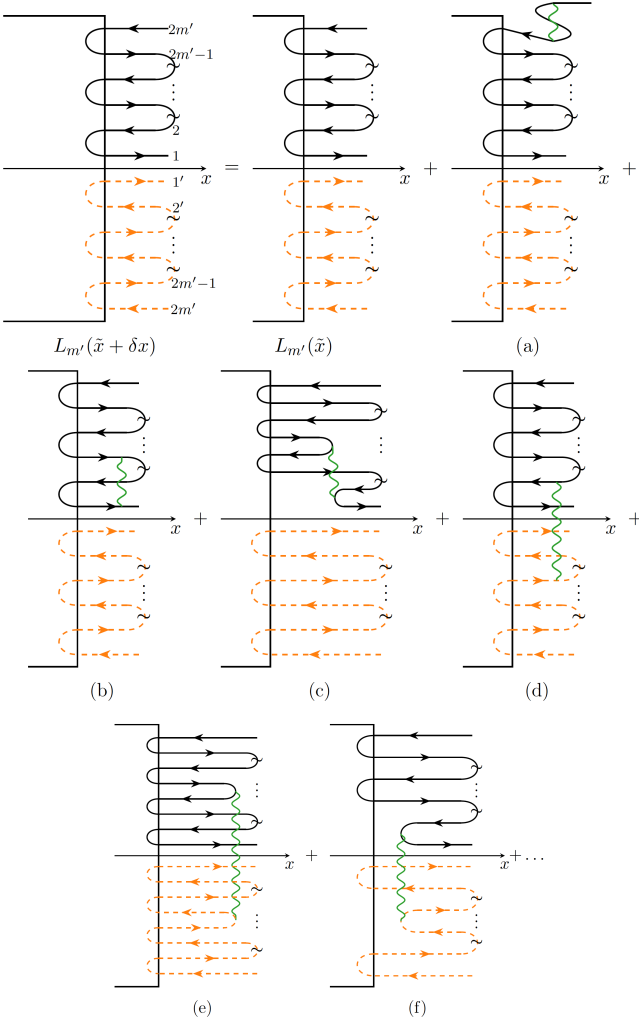 2m′
2m′−1
⋮
2
1
x
=
x
+
x
+
1′
2′
⋮
2m′−1
2m′
L_{m′}(x̃ + δx)
L_{m′}(x̃)
(a)
x
+
x
+
x
+
(b)
(c)
(d)
x
+
x
+ ...
(e)
(f)